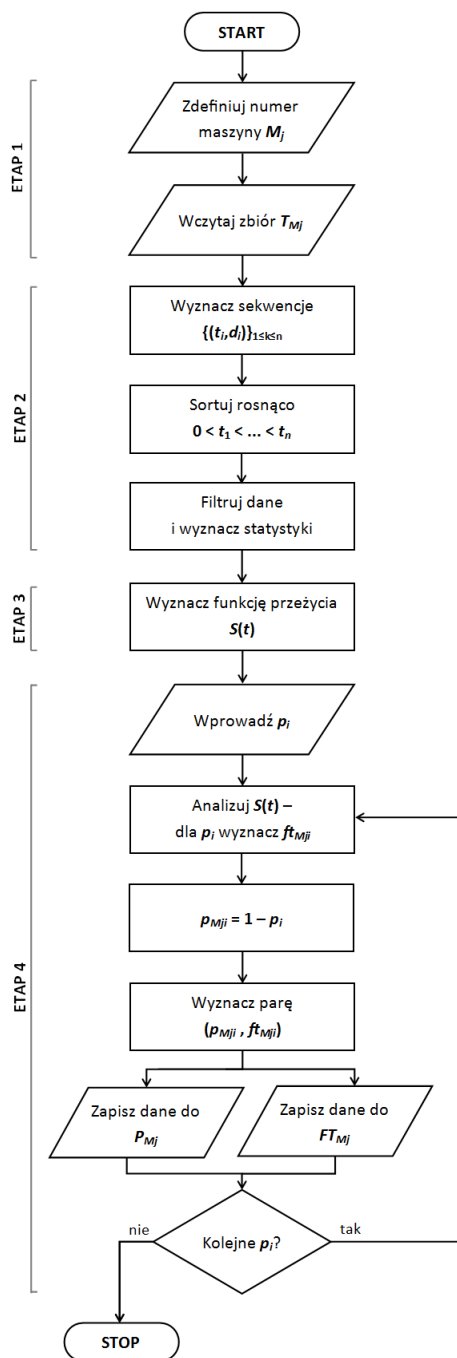 START
ETAP 1
Zdefiniuj numer
maszyny Mj
Wczytaj zbiór TMj
ETAP 2
Wyznacz sekwencje
{(ti,di)}1≤k≤n
Sortuj rosnąco
0 < t1 < ... < tn
Filtruj dane
i wyznacz statystyki
ETAP 3
Wyznacz funkcję przeżycia
S(t)
ETAP 4
Wprowadź pi
Analizuj S(t) –
dla pi wyznacz ftMji
pMji = 1 – pi
Wyznacz parę
(pMji , ftMji)
Zapisz dane do
PMj
Zapisz dane do
FTMj
nie
Kolejne pi?
tak
STOP